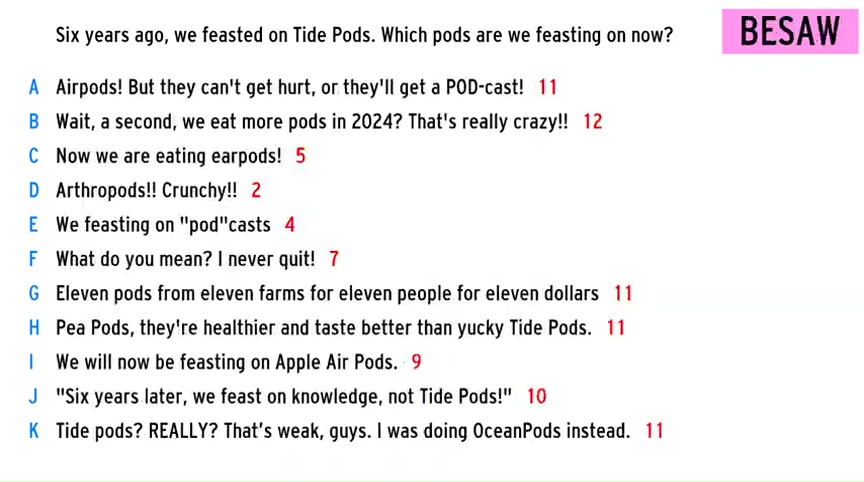 Six years ago, we feasted on Tide Pods. Which pods are we feasting on now?
BESAW
A Airpods! But they can't get hurt, or they'll get a POD-cast! 11
B Wait, a second, we eat more pods in 2024? That's really crazy!! 12
C Now we are eating earpods! 5
D Arthropods!! Crunchy!! 2
E We feasting on "pod"casts 4
F What do you mean? I never quit! 7
G Eleven pods from eleven farms for eleven people for eleven dollars 11
H Pea Pods, they're healthier and taste better than yucky Tide Pods. 11
I We will now be feasting on Apple Air Pods. 9
J "Six years later, we feast on knowledge, not Tide Pods!" 10
K Tide pods? REALLY? That's weak, guys. I was doing OceanPods instead. 11